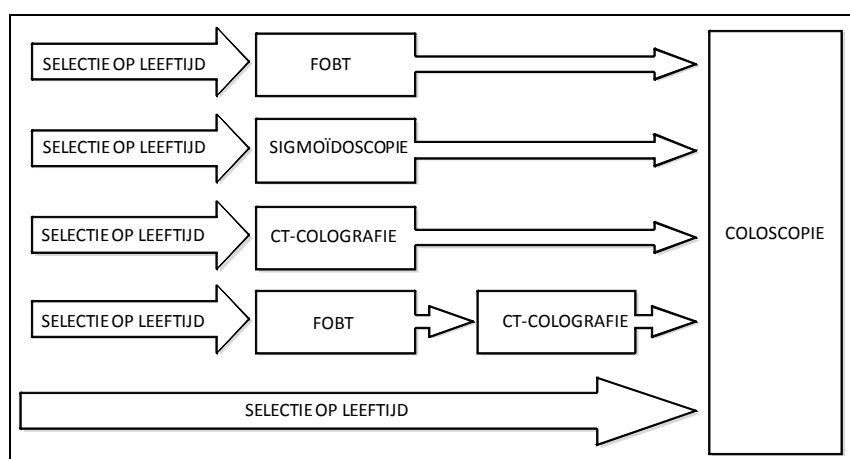 SELECTIE OP LEEFTIJD
FOBT
SELECTIE OP LEEFTIJD
SIGMOÏDOSCOPIE
SELECTIE OP LEEFTIJD
CT-COLOGRAFIE
COLOSCOPIE
SELECTIE OP LEEFTIJD
FOBT
CT-COLOGRAFIE
SELECTIE OP LEEFTIJD